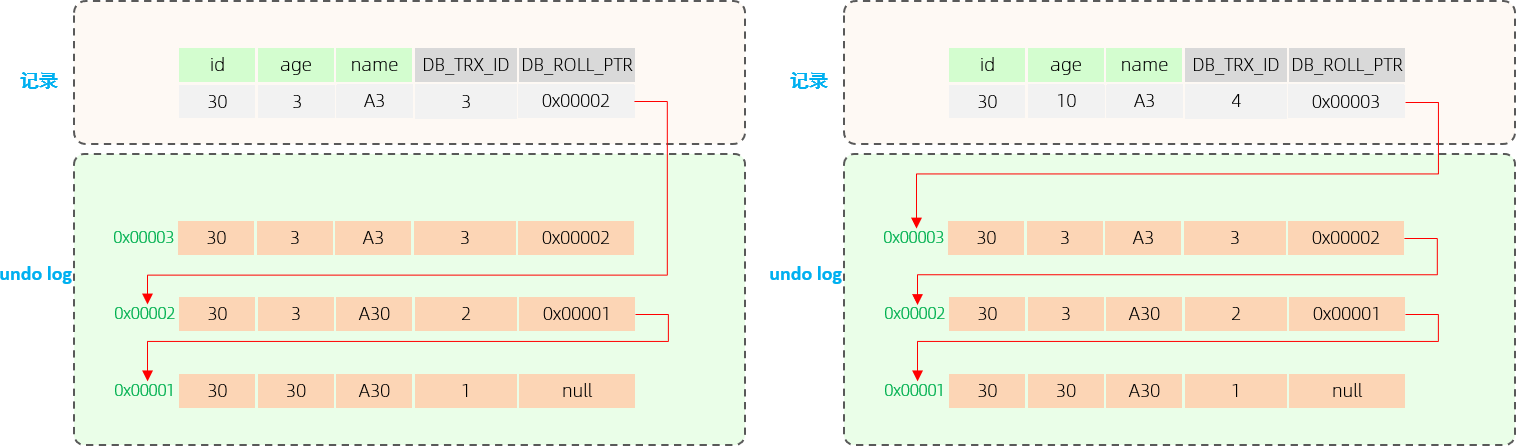 id age name DB_TRX_ID DB_ROLL_PTR
记录
30 3 A3 3 0x00002
0x00003 30 3 A3 3 0x00002
undo log
0x00002 30 3 A30 2 0x00001
0x00001 30 30 A30 1 null
id age name DB_TRX_ID DB_ROLL_PTR
记录
30 10 A3 4 0x00003
0x00003 30 3 A3 3 0x00002
undo log
0x00002 30 3 A30 2 0x00001
0x00001 30 30 A30 1 null